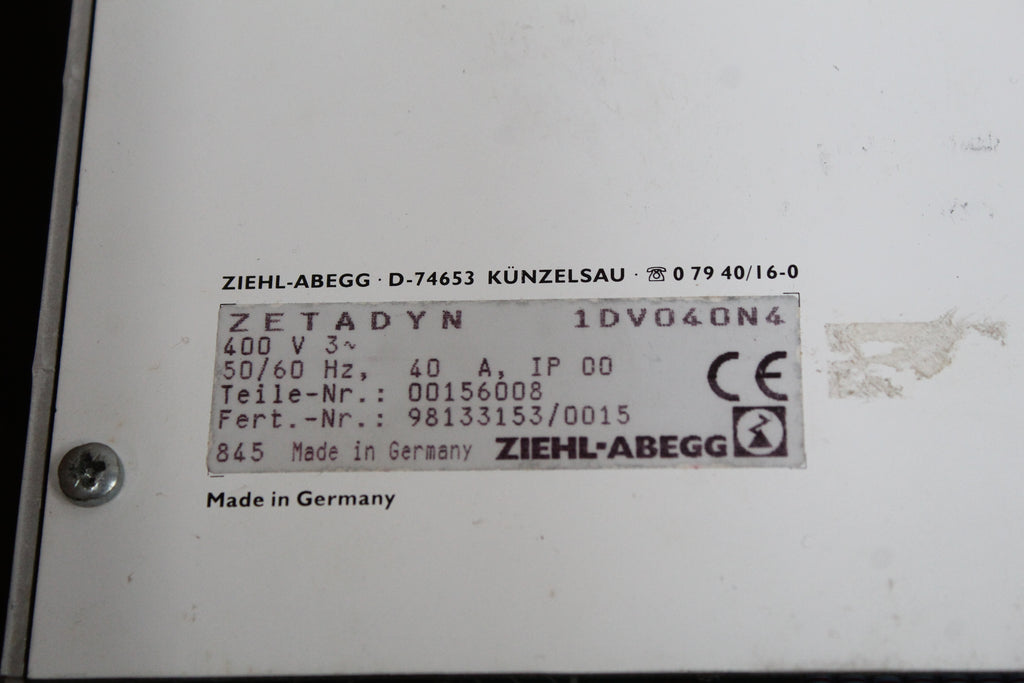 ZIEHL-ABEGG · D-74653 KÜNZELSAU · ☏ 0 79 40/16-0
ZETADYN 1DV040N4
400 V 3~
50/60 Hz, 40 A, IP 00
Teile-Nr.: 00156008
Fert.-Nr.: 98133153/0015
CE
845 Made in Germany ZIEHL-ABEGG
Made in Germany